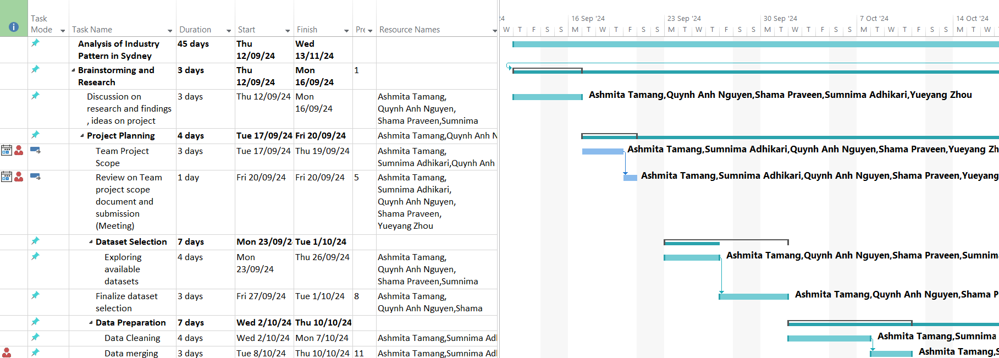 Task Mode
Task Name
Duration
Start
Finish
Pre
Resource Names
24
16 Sep '24
23 Sep '24
30 Sep '24
7 Oct '24
14 Oct '24
W T F S S M T W T F S S M T W T F S S M T W T F S S M T W T F S S M T W
Analysis of Industry
Pattern in Sydney
45 days
Thu
12/09/24
Wed
13/11/24
Brainstorming and
Research
3 days
Thu
12/09/24
Mon
16/09/24
1
Discussion on
research and findings
, ideas on project
3 days
Thu 12/09/24
Mon
16/09/24
Ashmita Tamang,
Quynh Anh Nguyen,
Shama Praveen,Sumnima
Ashmita Tamang,Quynh Anh Nguyen,Shama Praveen,Sumnima Adhikari,Yueyang Zhou
Project Planning
4 days
Tue 17/09/24
Fri 20/09/24
Ashmita Tamang,Quynh Anh N
Team Project
Scope
3 days
Tue 17/09/24
Thu 19/09/24
Ashmita Tamang,
Sumnima Adhikari,Quynh Anh
Ashmita Tamang,Sumnima Adhikari,Quynh Anh Nguyen,Shama Praveen,Yueyang Zh
Review on Team
project scope
document and
submission
(Meeting)
1 day
Fri 20/09/24
Fri 20/09/24
5
Ashmita Tamang,
Sumnima Adhikari,
Quynh Anh Nguyen,
Shama Praveen,
Yueyang Zhou
Ashmita Tamang,Sumnima Adhikari,Quynh Anh Nguyen,Shama Praveen,Yueyang
Dataset Selection
7 days
Mon 23/09/2
Tue 1/10/24
Exploring
available
datasets
4 days
Mon
23/09/24
Thu 26/09/24
Ashmita Tamang,
Quynh Anh Nguyen,
Shama Praveen,Sumnima
Ashmita Tamang,Quynh Anh Nguyen,Shama Praveen,Sumnim
Finalize dataset
selection
3 days
Fri 27/09/24
Tue 1/10/24
8
Ashmita Tamang,
Quynh Anh Nguyen,Shama
Ashmita Tamang,Quynh Anh Nguyen,Shama P
Data Preparation
7 days
Wed 2/10/24
Thu 10/10/24
Data Cleaning
4 days
Wed 2/10/24
Mon 7/10/24
Ashmita Tamang,Sumnima Ad
Ashmita Tamang,Sumnima
Data merging
3 days
Tue 8/10/24
Thu 10/10/24
11
Ashmita Tamang,Sumnima Ad
Ashmita Tamang,S